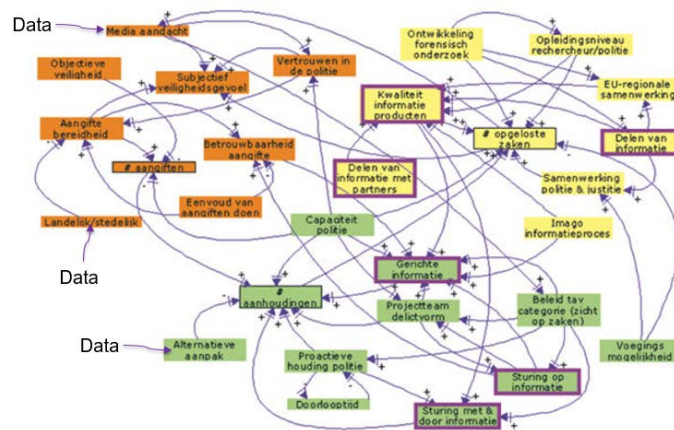 Data
Media aandacht
Objectieve
veiligheid
Subjectief
veiligheidsgevoel
Vertrouwen in
de politie
Ontwikkeling
forensisch
onderzoek
Opleidingsniveau
rechercheur/politie
EU-regionale
samenwerking
Kwaliteit
informatie
producten
Aangifte
bereidheid
Betrouwbaarheid
aangifte
# opgeloste
zaken
Delen van
informatie
# aangiften
Delen van
informatie met
partners
Samenwerking
politie & justitie
Eenvoud van
aangiften doen
Landelijk/stedelijk
Capaciteit
politie
Imago
informatieproces
Data
Gerichte
informatie
#
aanhoudingen
Projectteam
delictvorm
Beleid tav
categorie (zicht
op zaken)
Data
Alternatieve
aanpak
Proactieve
houding politie
Voegings
mogelijkheid
Sturing op
informatie
Doorlooptijd
Sturing met &
door informatie